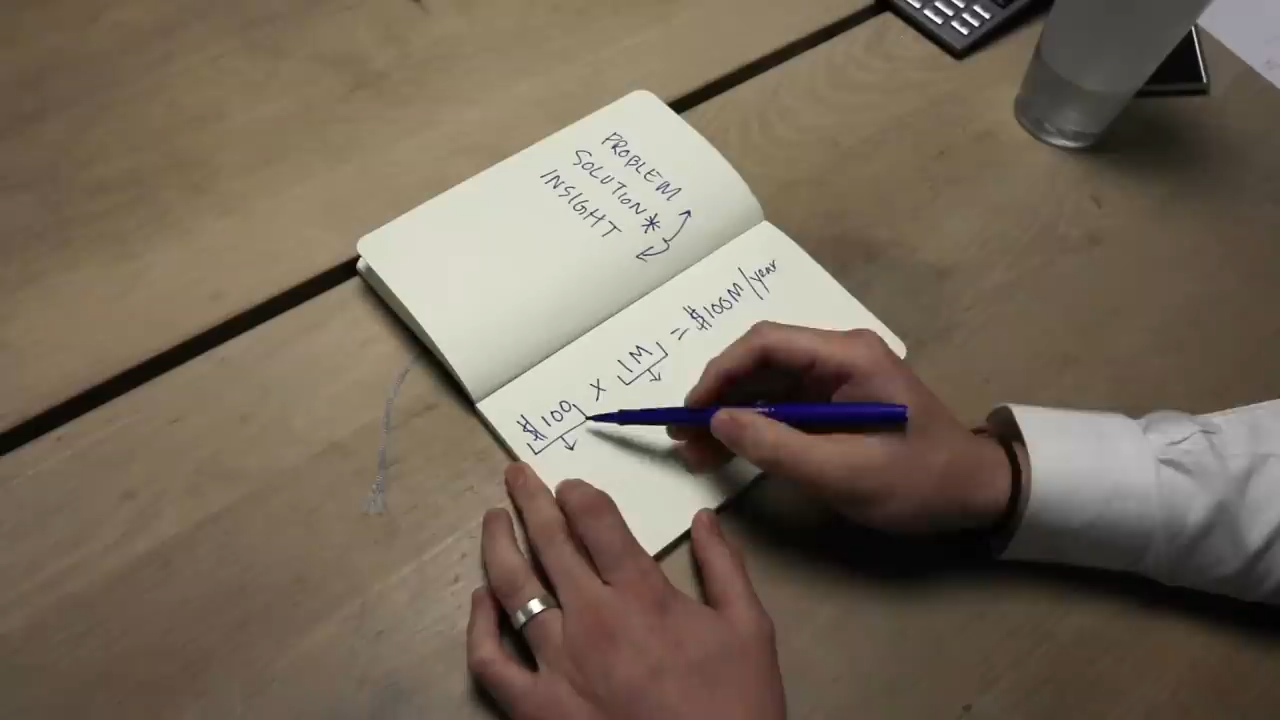 PROBLEM
SOLUTION*
INSIGHT
$100 x 1M = $100M/year